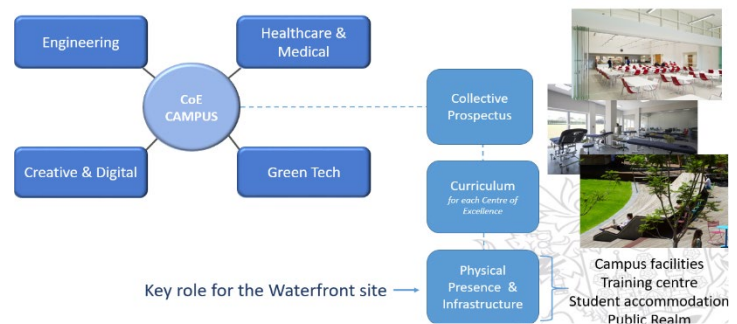 Engineering
Healthcare &
Medical
CoE
CAMPUS
Creative & Digital
Green Tech
Collective
Prospectus
Curriculum
for each Centre of
Excellence
Physical
Presence &
Infrastructure
Key role for the Waterfront site
Campus facilities
Training centre
Student accommodation
Public Realm